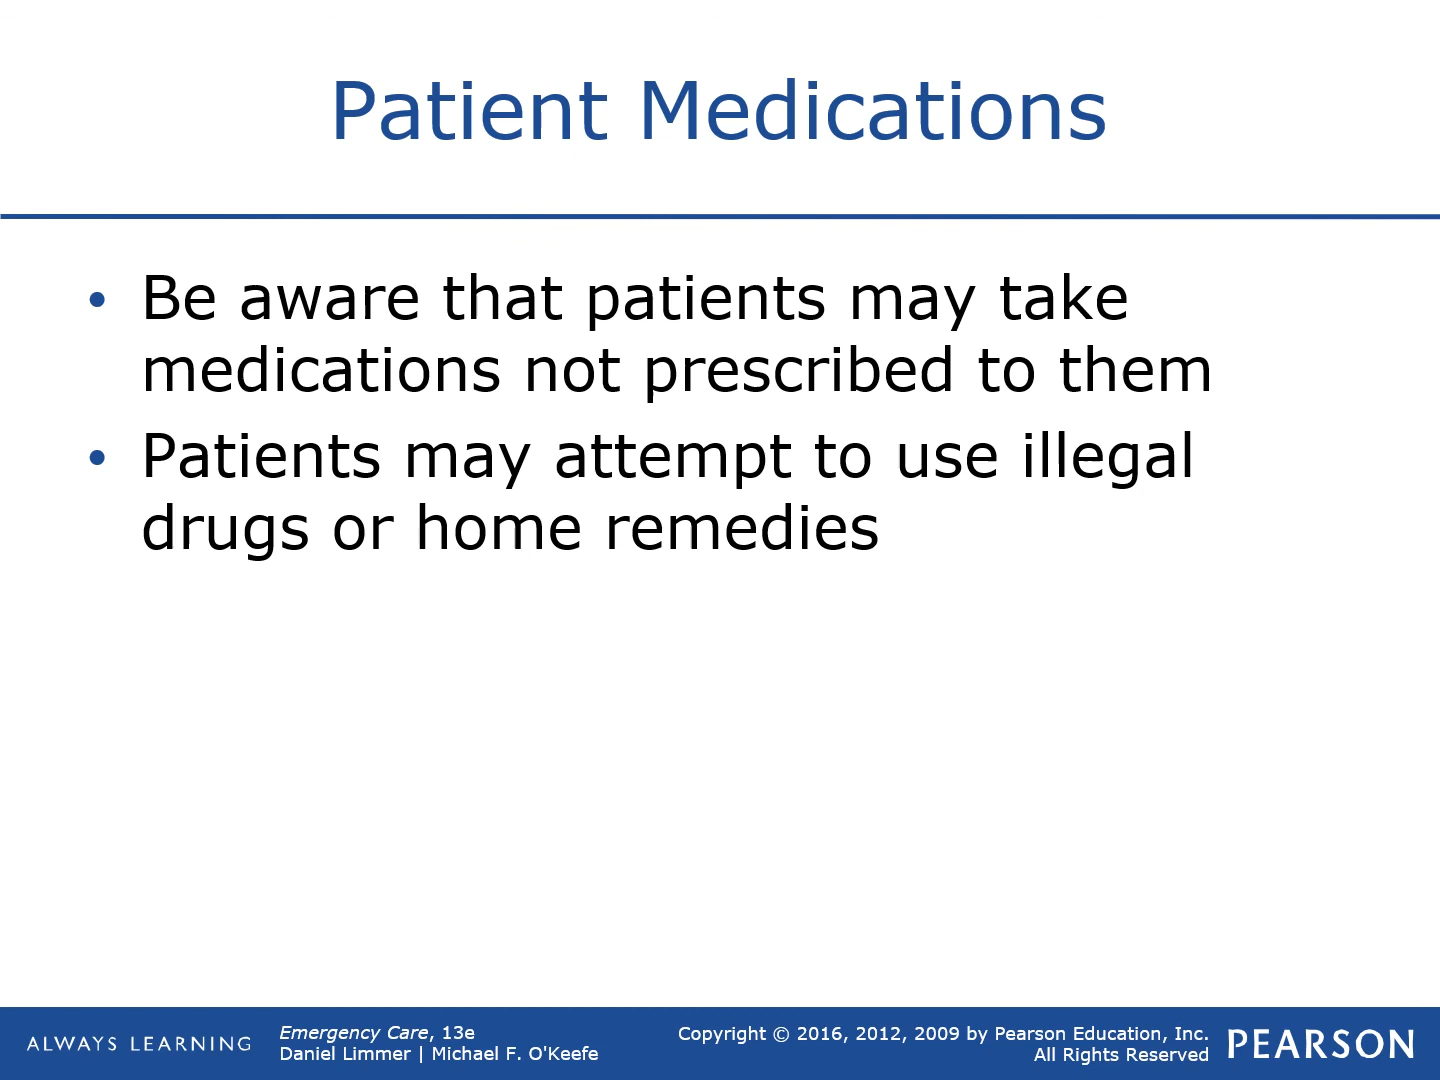 Patient Medications
• Be aware that patients may take
medications not prescribed to them
• Patients may attempt to use illegal
drugs or home remedies
ALWAYS LEARNING
Emergency Care, 13e
Daniel Limmer | Michael F. O'Keefe
Copyright © 2016, 2012, 2009 by Pearson Education, Inc.
All Rights Reserved
PEARSON